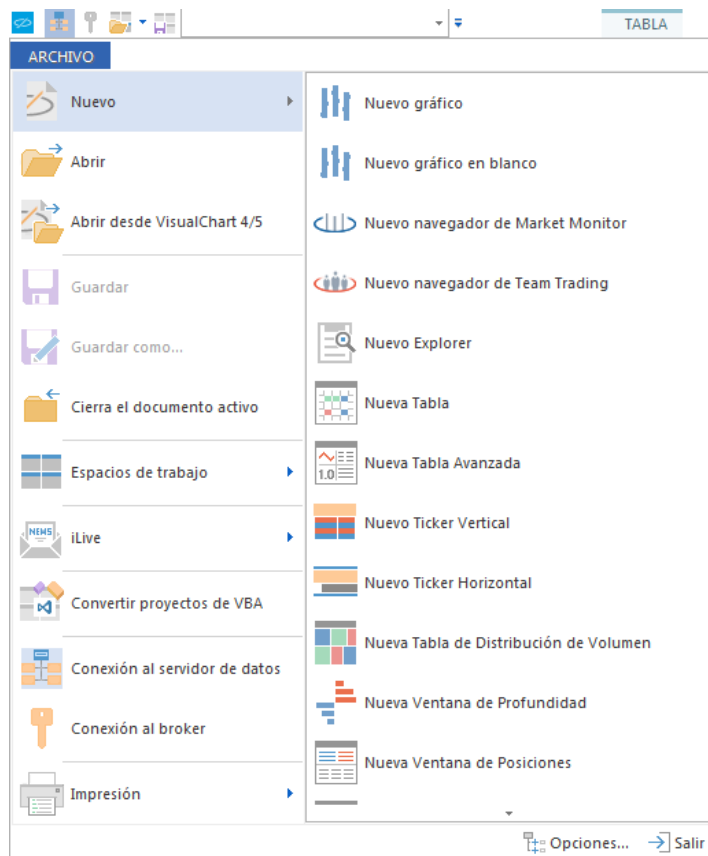 TABLA
ARCHIVO
Nuevo
Abrir
Abrir desde VisualChart 4/5
Guardar
Guardar como...
Cierra el documento activo
Espacios de trabajo
NEWS
iLive
Convertir proyectos de VBA
Conexión al servidor de datos
Conexión al broker
Impresión
Nuevo gráfico
Nuevo gráfico en blanco
Nuevo navegador de Market Monitor
Nuevo navegador de Team Trading
Nuevo Explorer
Nueva Tabla
1.0
Nueva Tabla Avanzada
Nuevo Ticker Vertical
Nuevo Ticker Horizontal
Nueva Tabla de Distribución de Volumen
Nueva Ventana de Profundidad
Nueva Ventana de Posiciones
Opciones... Salir